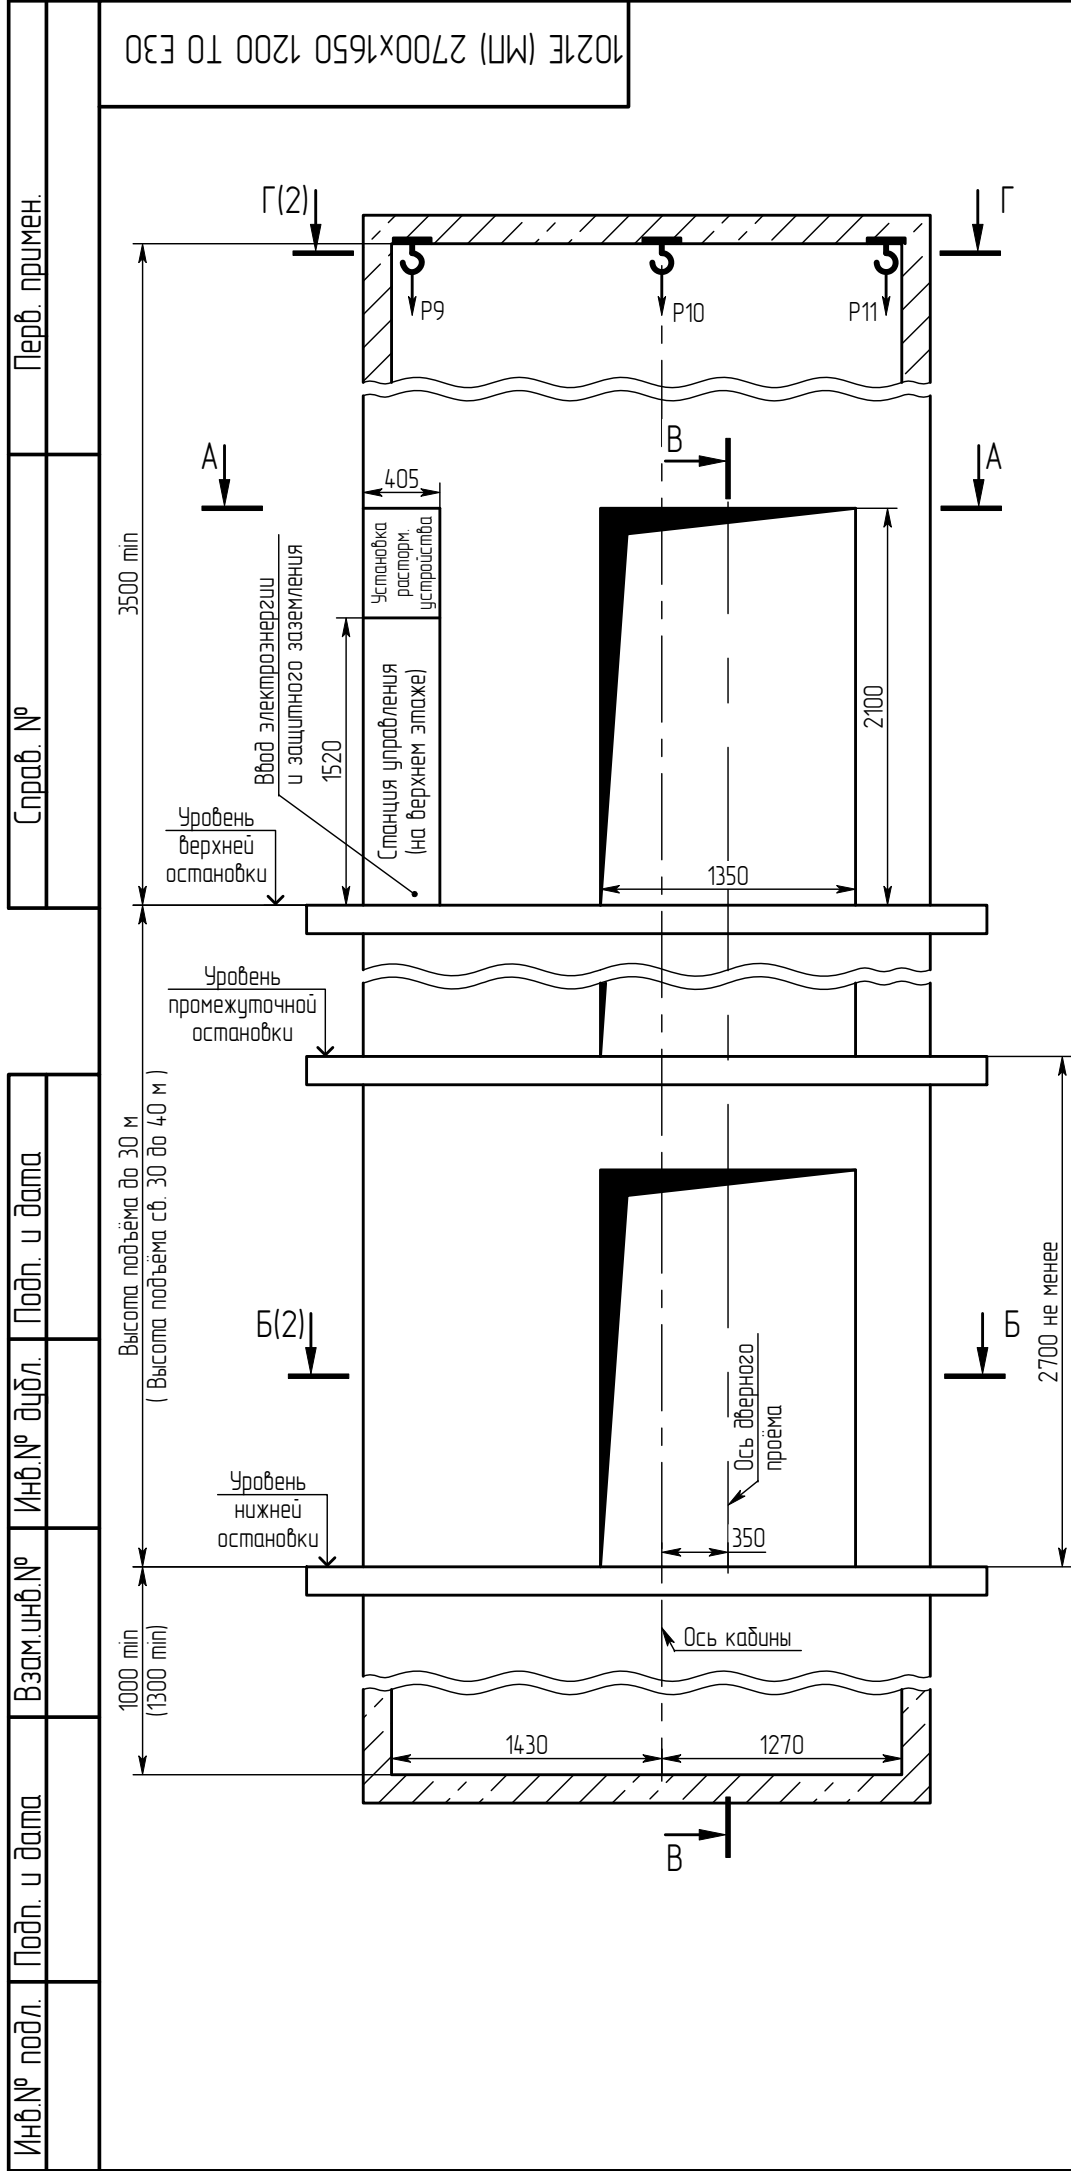 1021Е (МП) 2700х1650 1200 ТО Е30
Перв. примен.
Справ. №
Подп. и дата
Инв.№ дубл.
Взам.инв.№
Подп. и дата
Инв.№ подл.
Г(2)
Г
Р9
Р10
Р11
3500 min
А
В
А
405
Установка
расторм.
устройства
Ввод электроэнергии
и защитного заземления
1520
Станция управления
(на верхнем этаже)
2100
Уровень
верхней
остановки
1350
Уровень
промежуточной
остановки
Высота подъёма до 30 м
( Высота подъёма св. 30 до 40 м )
Б(2)
Б
2700 не менее
Ось дверного
проёма
Уровень
нижней
остановки
350
1000 min
(1300 min)
Ось кабины
1430
1270
В